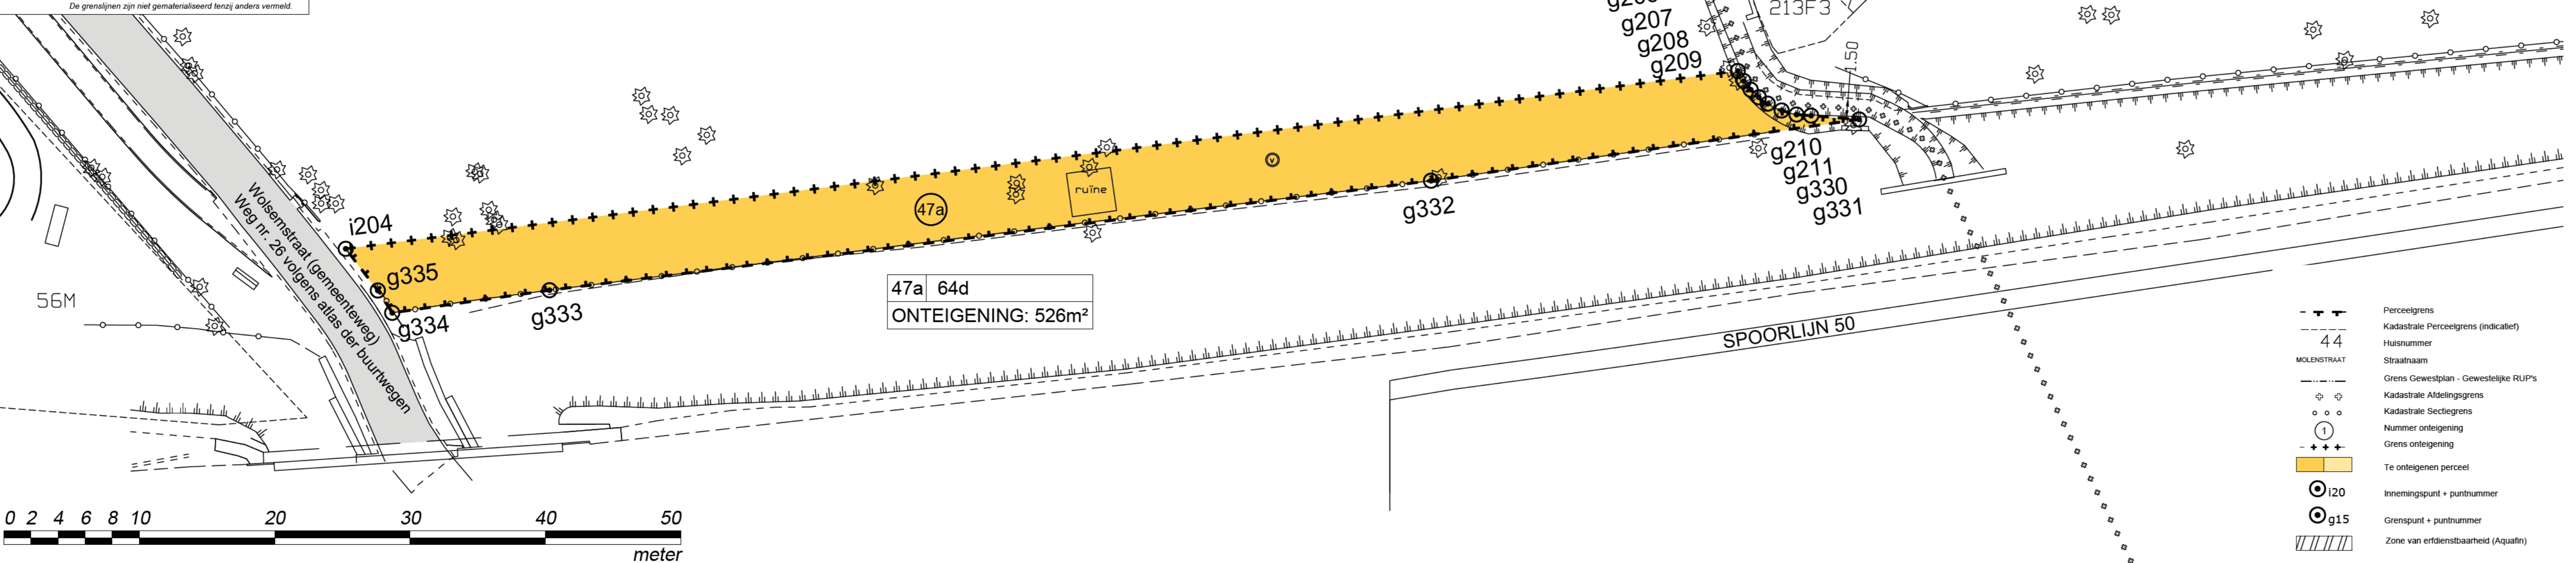 De grenslijnen zijn niet gematerialiseerd tenzij anders vermeld.
g207
g208
g209
213F3
1.50
i204
g335
g334
g333
47a
ruïne
v
g332
g210
g211
g330
g331
Wolsemstraat (gemeenteweg)
Weg nr. 26 volgens atlas der buurtwegen
56M
47a 64d
ONTEIGENING: 526m²
SPOORLIJN 50
0 2 4 6 8 10 20 30 40 50
meter
Perceelgrens
Kadastrale Perceelgrens (indicatief)
44 Huisnummer
MOLENSTRAAT Straatnaam
Grens Gewestplan - Gewestelijke RUP's
Kadastrale Afdelingsgrens
Kadastrale Sectiegrens
1 Nummer onteigening
Grens onteigening
Te onteigenen perceel
i20 Innemingspunt + puntnummer
g15 Grenspunt + puntnummer
Zone van erfdienstbaarheid (Aquafin)